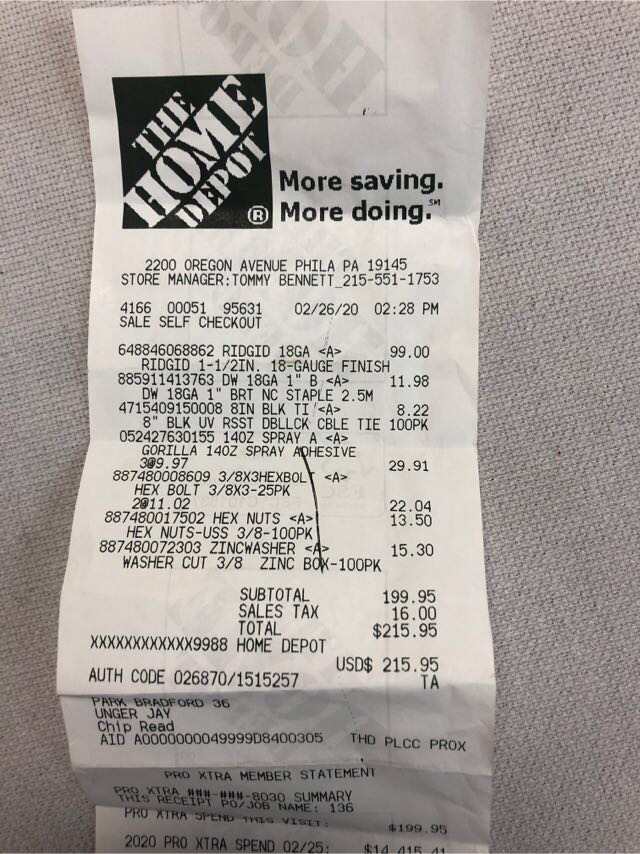 THE
HOME
DEPOT
®
More saving.
More doing.℠
2200 OREGON AVENUE PHILA PA 19145
STORE MANAGER:TOMMY BENNETT 215-551-1753
4166 00051 95631 02/26/20 02:28 PM
SALE SELF CHECKOUT
648846068862 RIDGID 18GA <A> 99.00
RIDGID 1-1/2IN. 18-GAUGE FINISH
885911413763 DW 18GA 1" B <A> 11.98
DW 18GA 1" BRT NC STAPLE 2.5M
4715409150008 8IN BLK TI <A> 8.22
8" BLK UV RSST DBLLCK CBLE TIE 100PK
052427630155 14OZ SPRAY A <A>
GORILLA 14OZ SPRAY ADHESIVE
3@9.97 29.91
887480008609 3/8X3HEXBOLT <A>
HEX BOLT 3/8X3-25PK
2@11.02 22.04
887480017502 HEX NUTS <A> 13.50
HEX NUTS-USS 3/8-100PK
887480072303 ZINCWASHER <A> 15.30
WASHER CUT 3/8 ZINC BOX-100PK
SUBTOTAL 199.95
SALES TAX 16.00
TOTAL $215.95
XXXXXXXXXXXX9988 HOME DEPOT
USD$ 215.95
AUTH CODE 026870/1515257 TA
PARK BRADFORD 36
UNGER JAY
Chip Read
AID A0000000049999D8400305 THD PLCC PROX
PRO XTRA MEMBER STATEMENT
PRO XTRA ###-###-8030 SUMMARY
THIS RECEIPT PO/JOB NAME: 136
PRO XTRA SPEND THIS VISIT: $199.95
2020 PRO XTRA SPEND 02/25: $14,415.41